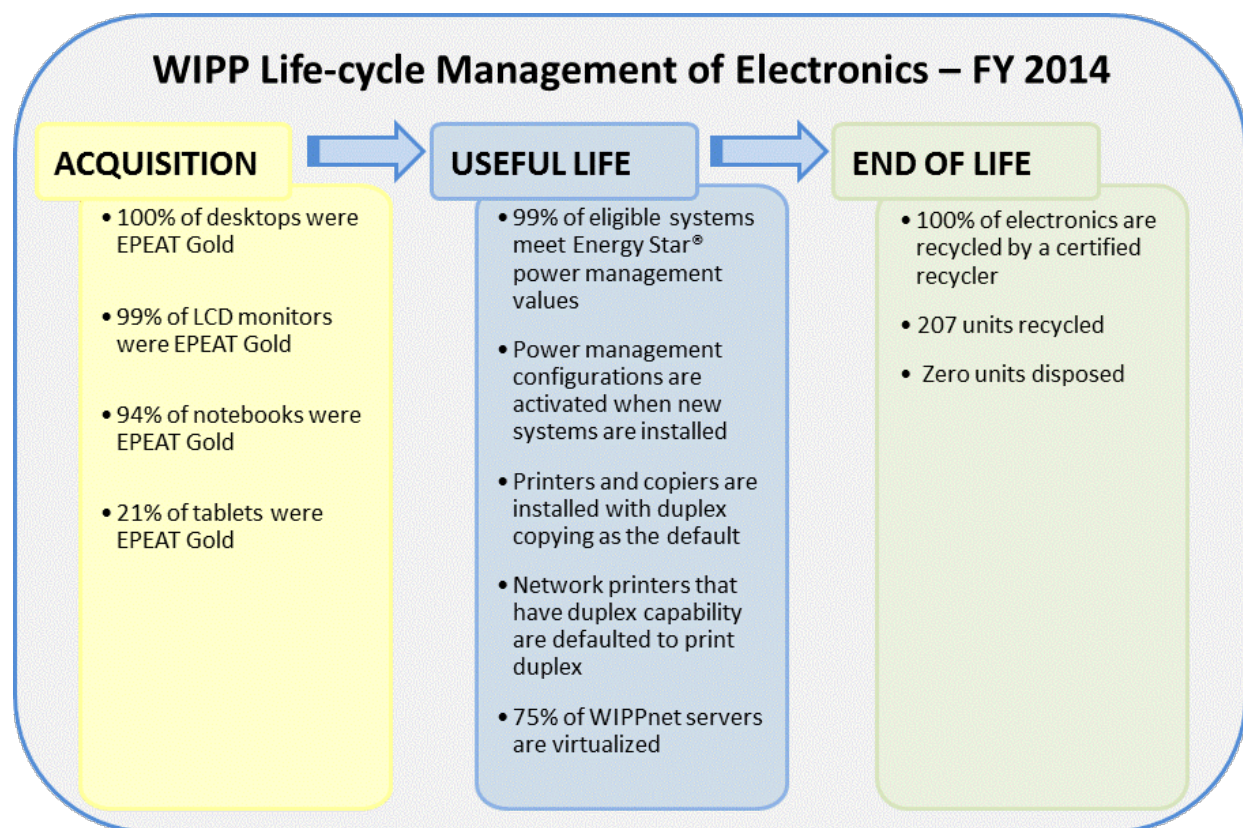 WIPP Life-cycle Management of Electronics – FY 2014
ACQUISITION
• 100% of desktops were
EPEAT Gold
• 99% of LCD monitors
were EPEAT Gold
• 94% of notebooks were
EPEAT Gold
• 21% of tablets were
EPEAT Gold
USEFUL LIFE
• 99% of eligible systems
meet Energy Star®
power management
values
• Power management
configurations are
activated when new
systems are installed
• Printers and copiers are
installed with duplex
copying as the default
• Network printers that
have duplex capability
are defaulted to print
duplex
• 75% of WIPPnet servers
are virtualized
END OF LIFE
• 100% of electronics are
recycled by a certified
recycler
• 207 units recycled
• Zero units disposed